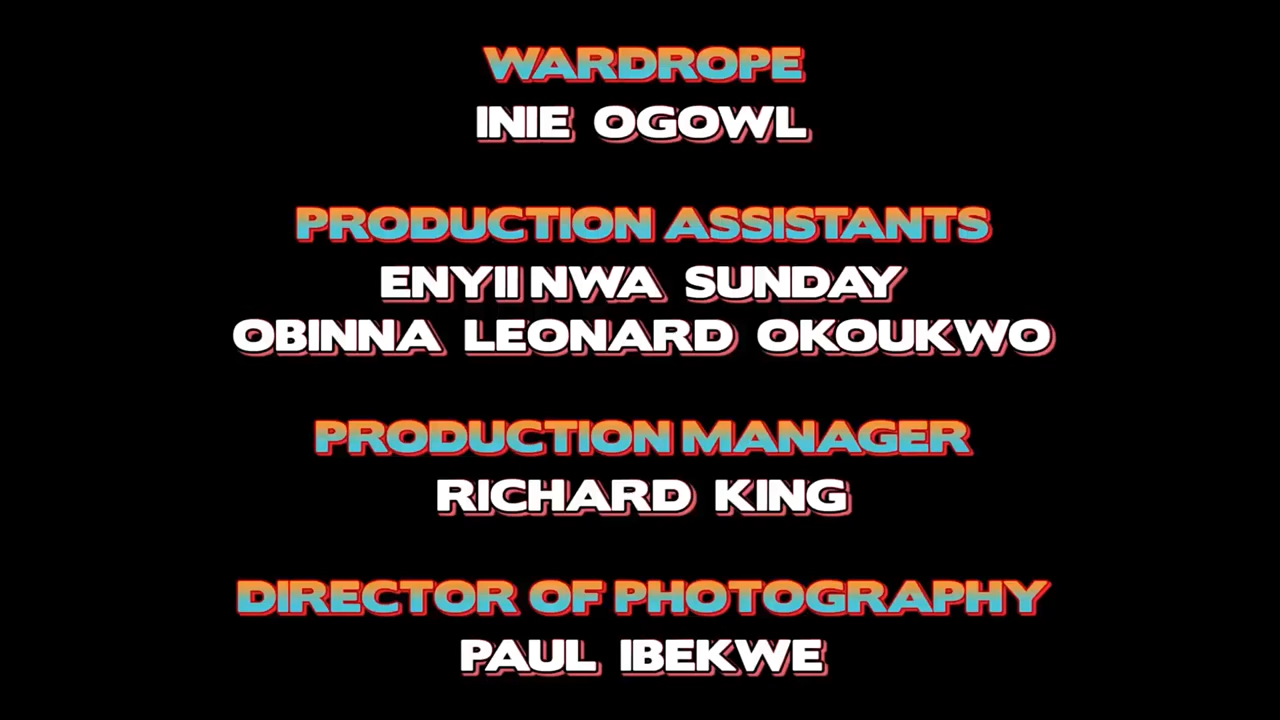 WARDROPE
INIE OGOWL
PRODUCTION ASSISTANTS
ENYII NWA SUNDAY
OBINNA LEONARD OKOUKWO
PRODUCTION MANAGER
RICHARD KING
DIRECTOR OF PHOTOGRAPHY
PAUL IBEKWE